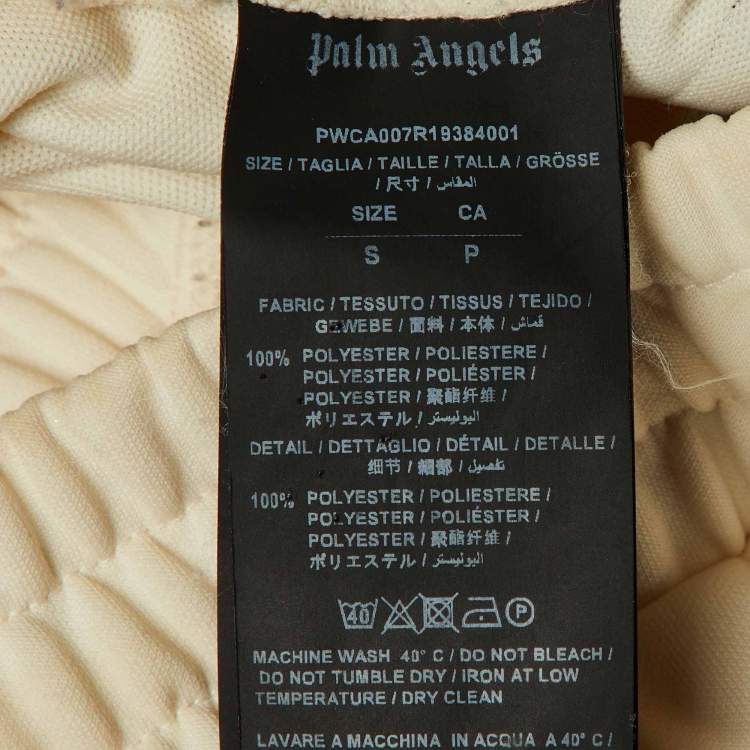 Palm Angels
PWCA007R19384001
SIZE / TAGLIA / TAILLE / TALLA / GRÖSSE
/ 尺寸 / المقاس
SIZE CA
S P
FABRIC / TESSUTO / TISSUS / TEJIDO /
GEWEBE / 面料 / 本体 / قماش
100% POLYESTER / POLIESTERE /
POLYESTER / POLIÉSTER /
POLYESTER / 聚酯纤维 /
ポリエステル / البوليستر
DETAIL / DETTAGLIO / DÉTAIL / DETALLE /
/ 细节 / 細部 / تفصيل
100% POLYESTER / POLIESTERE /
POLYESTER / POLIÉSTER /
POLYESTER / 聚酯纤维 /
ポリエステル / البوليستر
40 P
MACHINE WASH 40° C / DO NOT BLEACH /
DO NOT TUMBLE DRY / IRON AT LOW
TEMPERATURE / DRY CLEAN
LAVARE A MACCHINA IN ACQUA A 40° C /